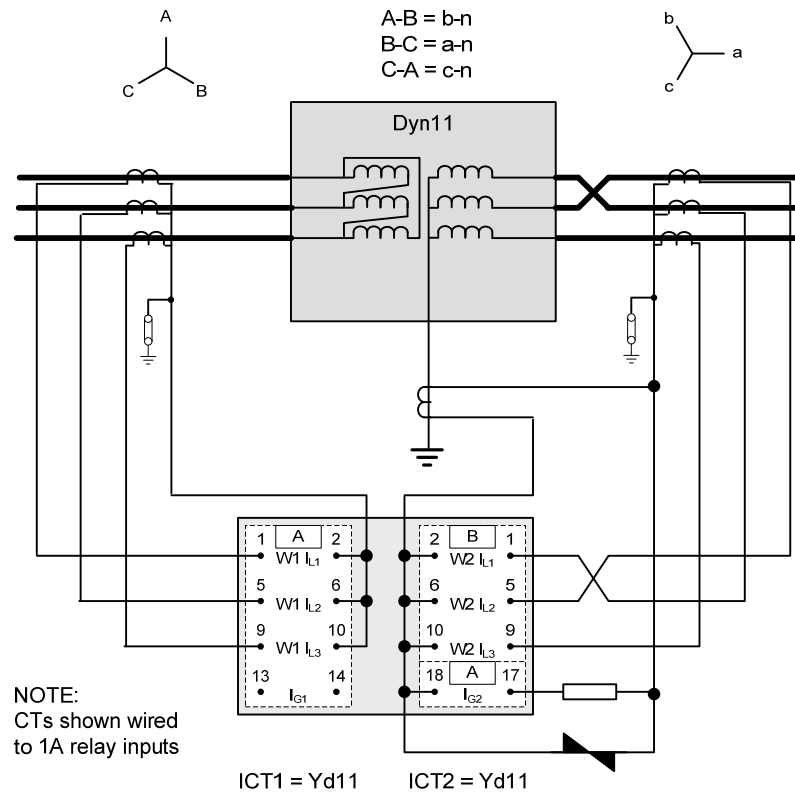 A
C
B
A-B = b-n
B-C = a-n
C-A = c-n
b
a
c
Dyn11
1 A 2
W1 IL1
5 6
W1 IL2
9 10
W1 IL3
13 14
IG1
2 B 1
W2 IL1
6 5
W2 IL2
10 9
W2 IL3
18 A 17
IG2
NOTE:
CTs shown wired
to 1A relay inputs
ICT1 = Yd11
ICT2 = Yd11